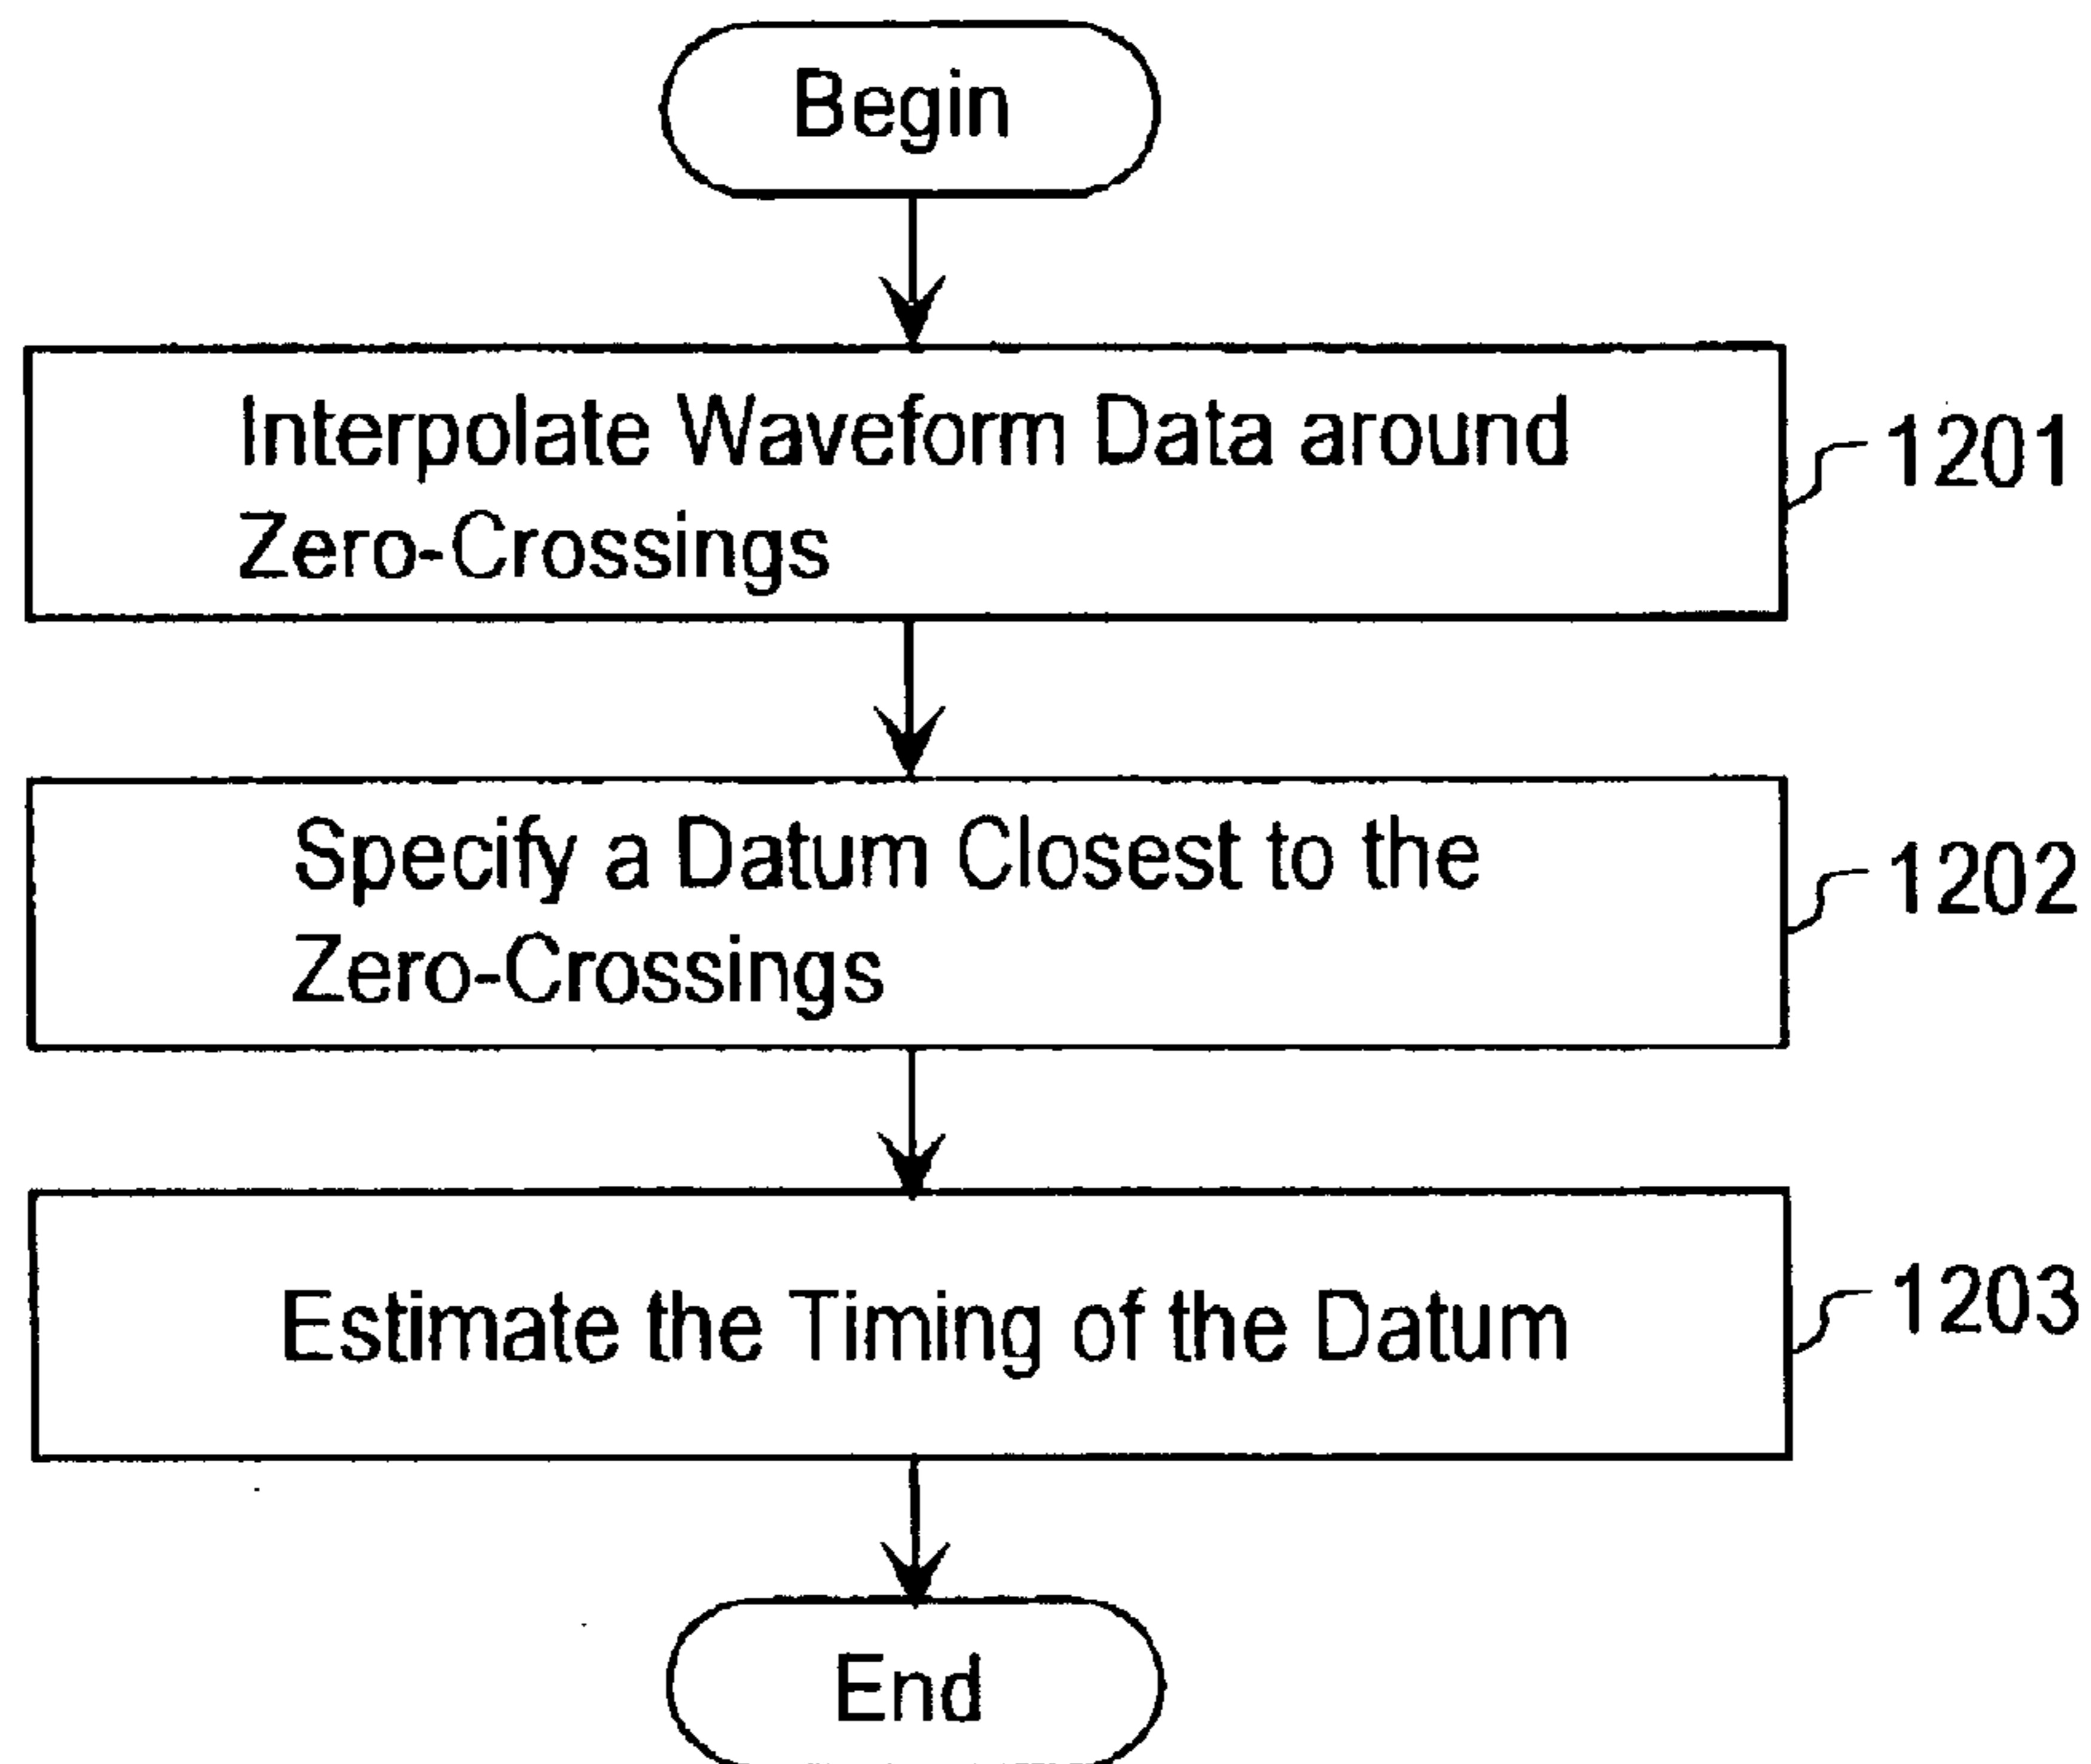 Begin
Interpolate Waveform Data around
Zero-Crossings
1201
Specify a Datum Closest to the
Zero-Crossings
1202
Estimate the Timing of the Datum
1203
End